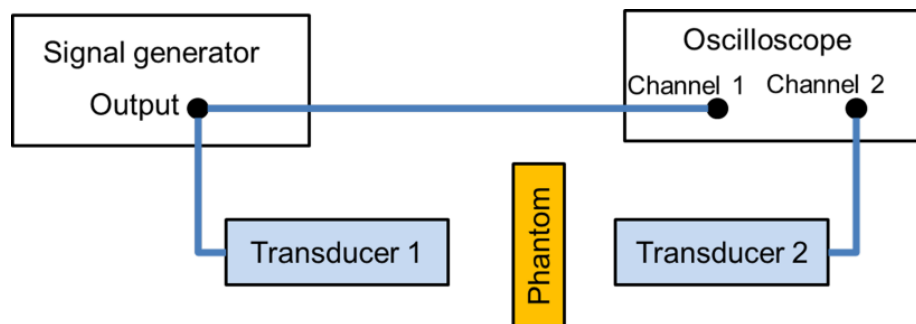 Signal generator
Output
Oscilloscope
Channel 1
Channel 2
Transducer 1
Phantom
Transducer 2